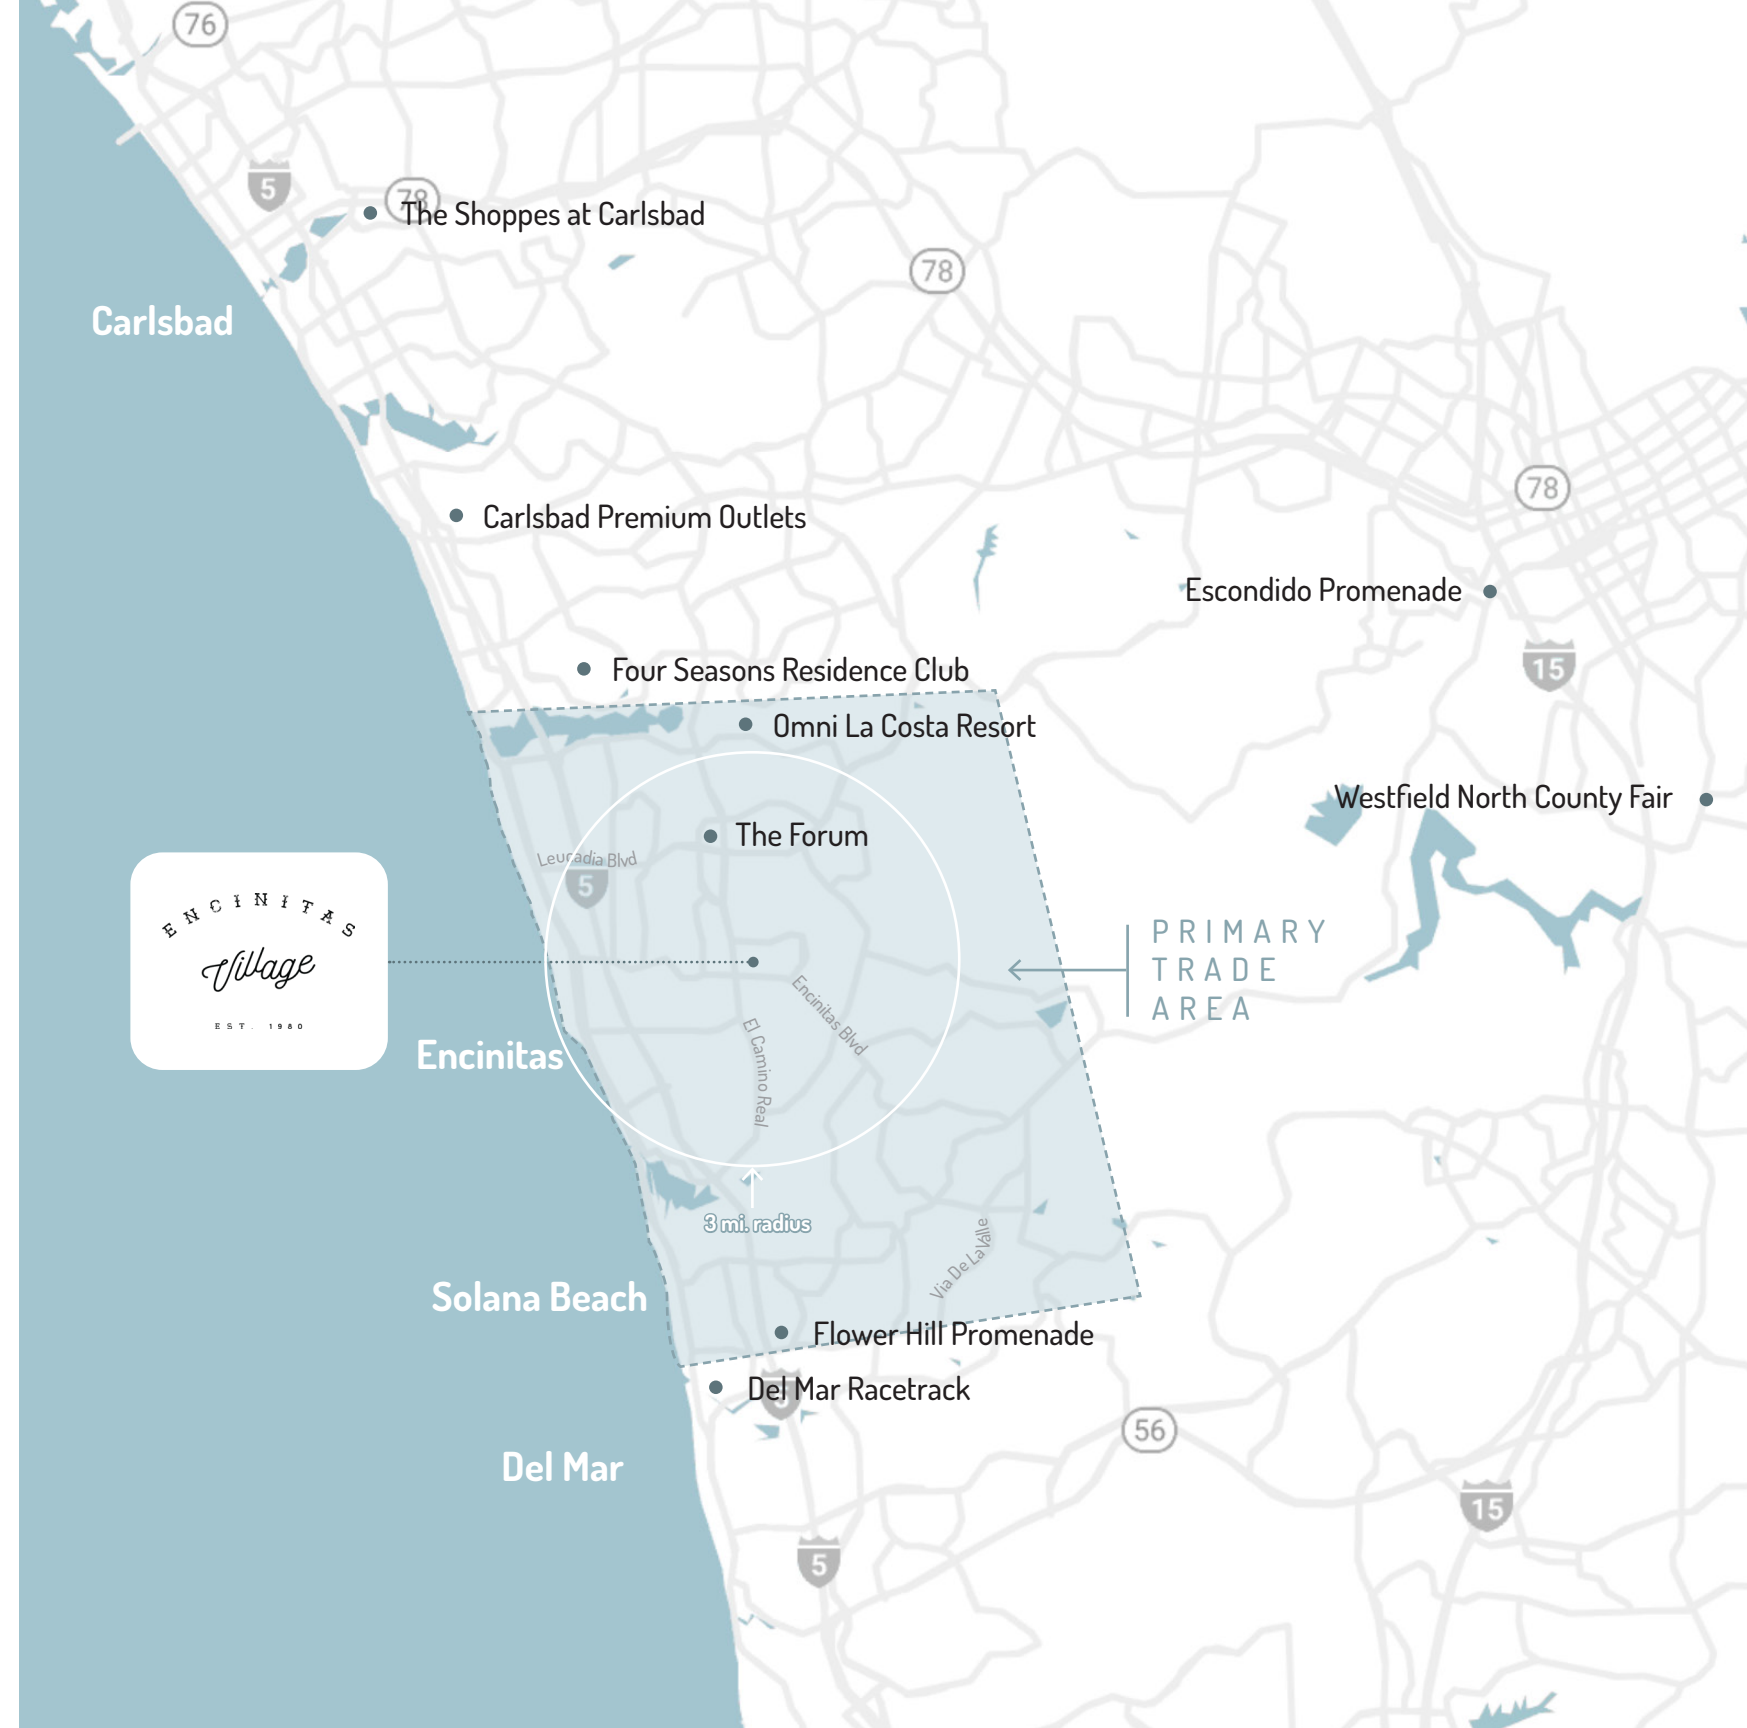 76
5
78
The Shoppes at Carlsbad
78
Carlsbad
78
Carlsbad Premium Outlets
Escondido Promenade
15
Four Seasons Residence Club
Omni La Costa Resort
Westfield North County Fair
The Forum
Leucadia Blvd
5
ENCINITAS
Village
EST. 1980
PRIMARY
TRADE
AREA
Encinitas Blvd
El Camino Real
Encinitas
3 mi. radius
Via De La Valle
Solana Beach
Flower Hill Promenade
Del Mar Racetrack
5
56
Del Mar
15
5